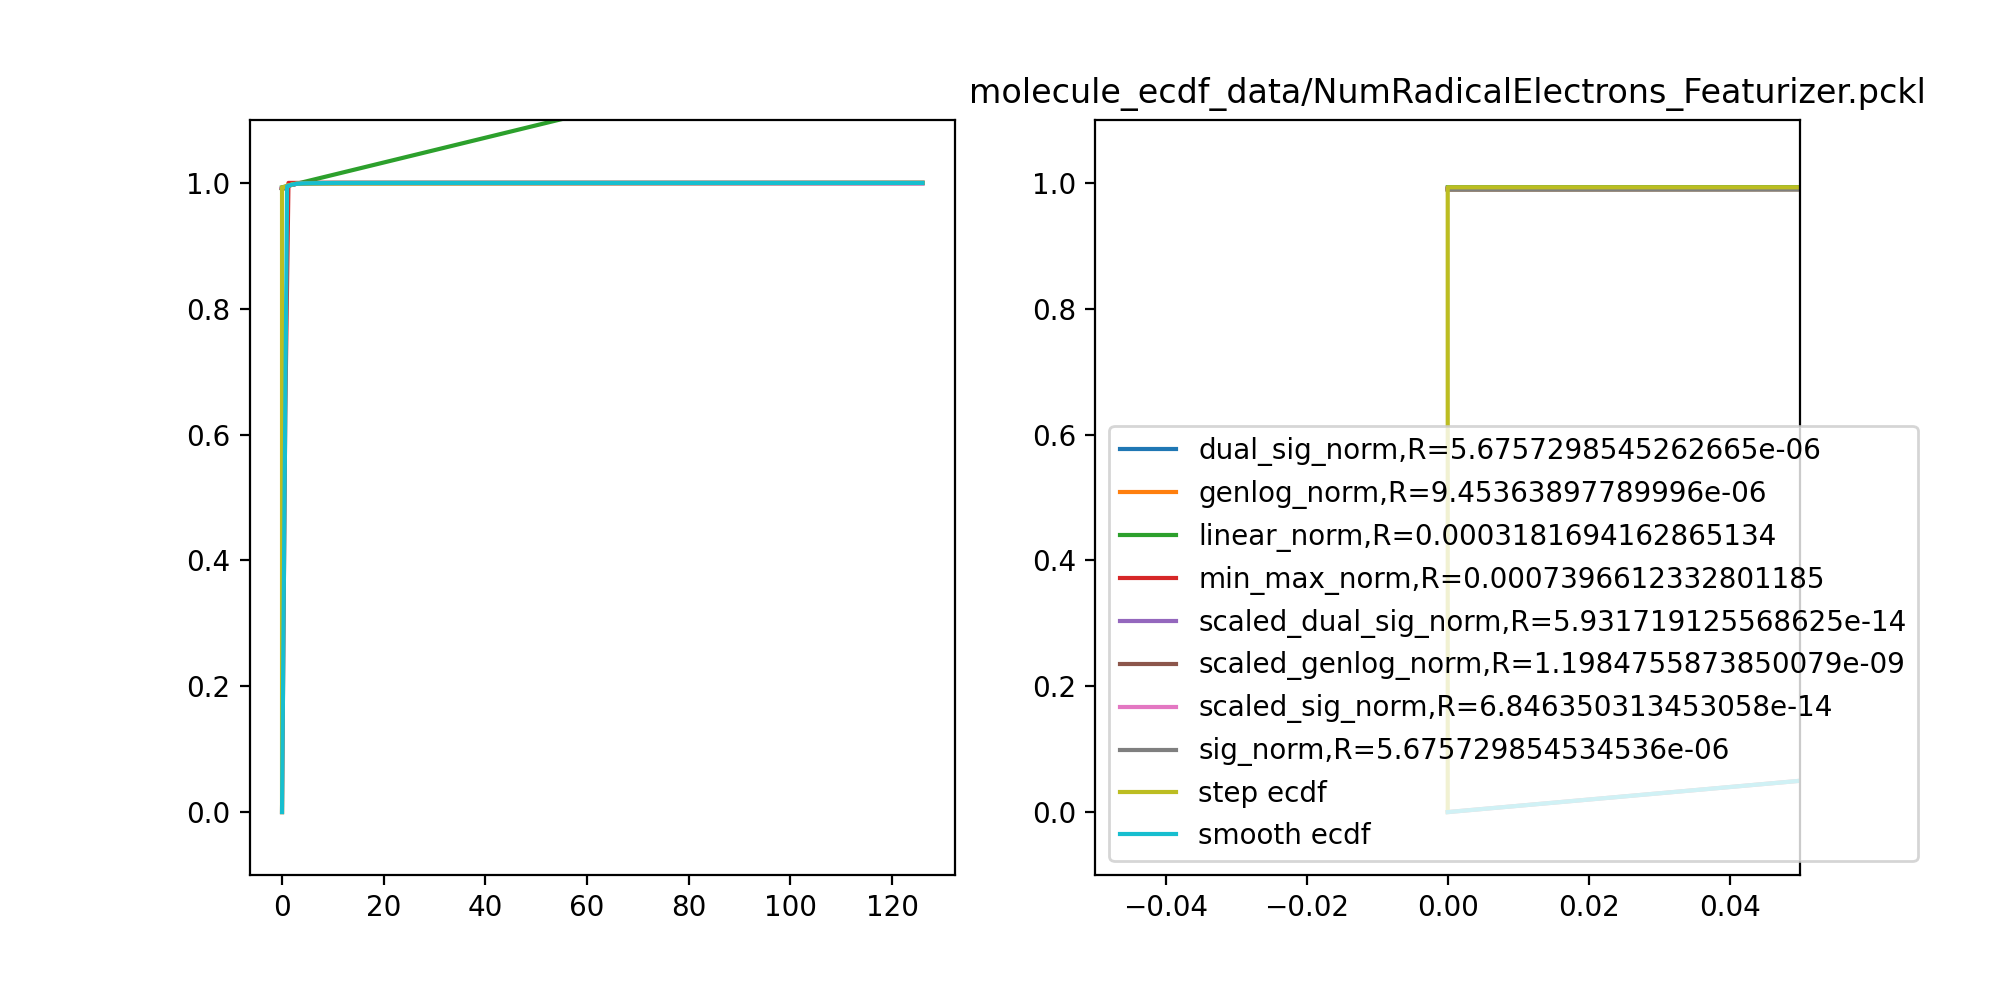 molecule_ecdf_data/NumRadicalElectrons_Featurizer.pckl
1.0
0.8
0.6
0.4
0.2
0.0
0 20 40 60 80 100 120
1.0
0.8
0.6
0.4
0.2
0.0
−0.04 −0.02 0.00 0.02 0.04
dual_sig_norm,R=5.6757298545262665e-06
genlog_norm,R=9.45363897789996e-06
linear_norm,R=0.0003181694162865134
min_max_norm,R=0.0007396612332801185
scaled_dual_sig_norm,R=5.931719125568625e-14
scaled_genlog_norm,R=1.1984755873850079e-09
scaled_sig_norm,R=6.846350313453058e-14
sig_norm,R=5.675729854534536e-06
step ecdf
smooth ecdf